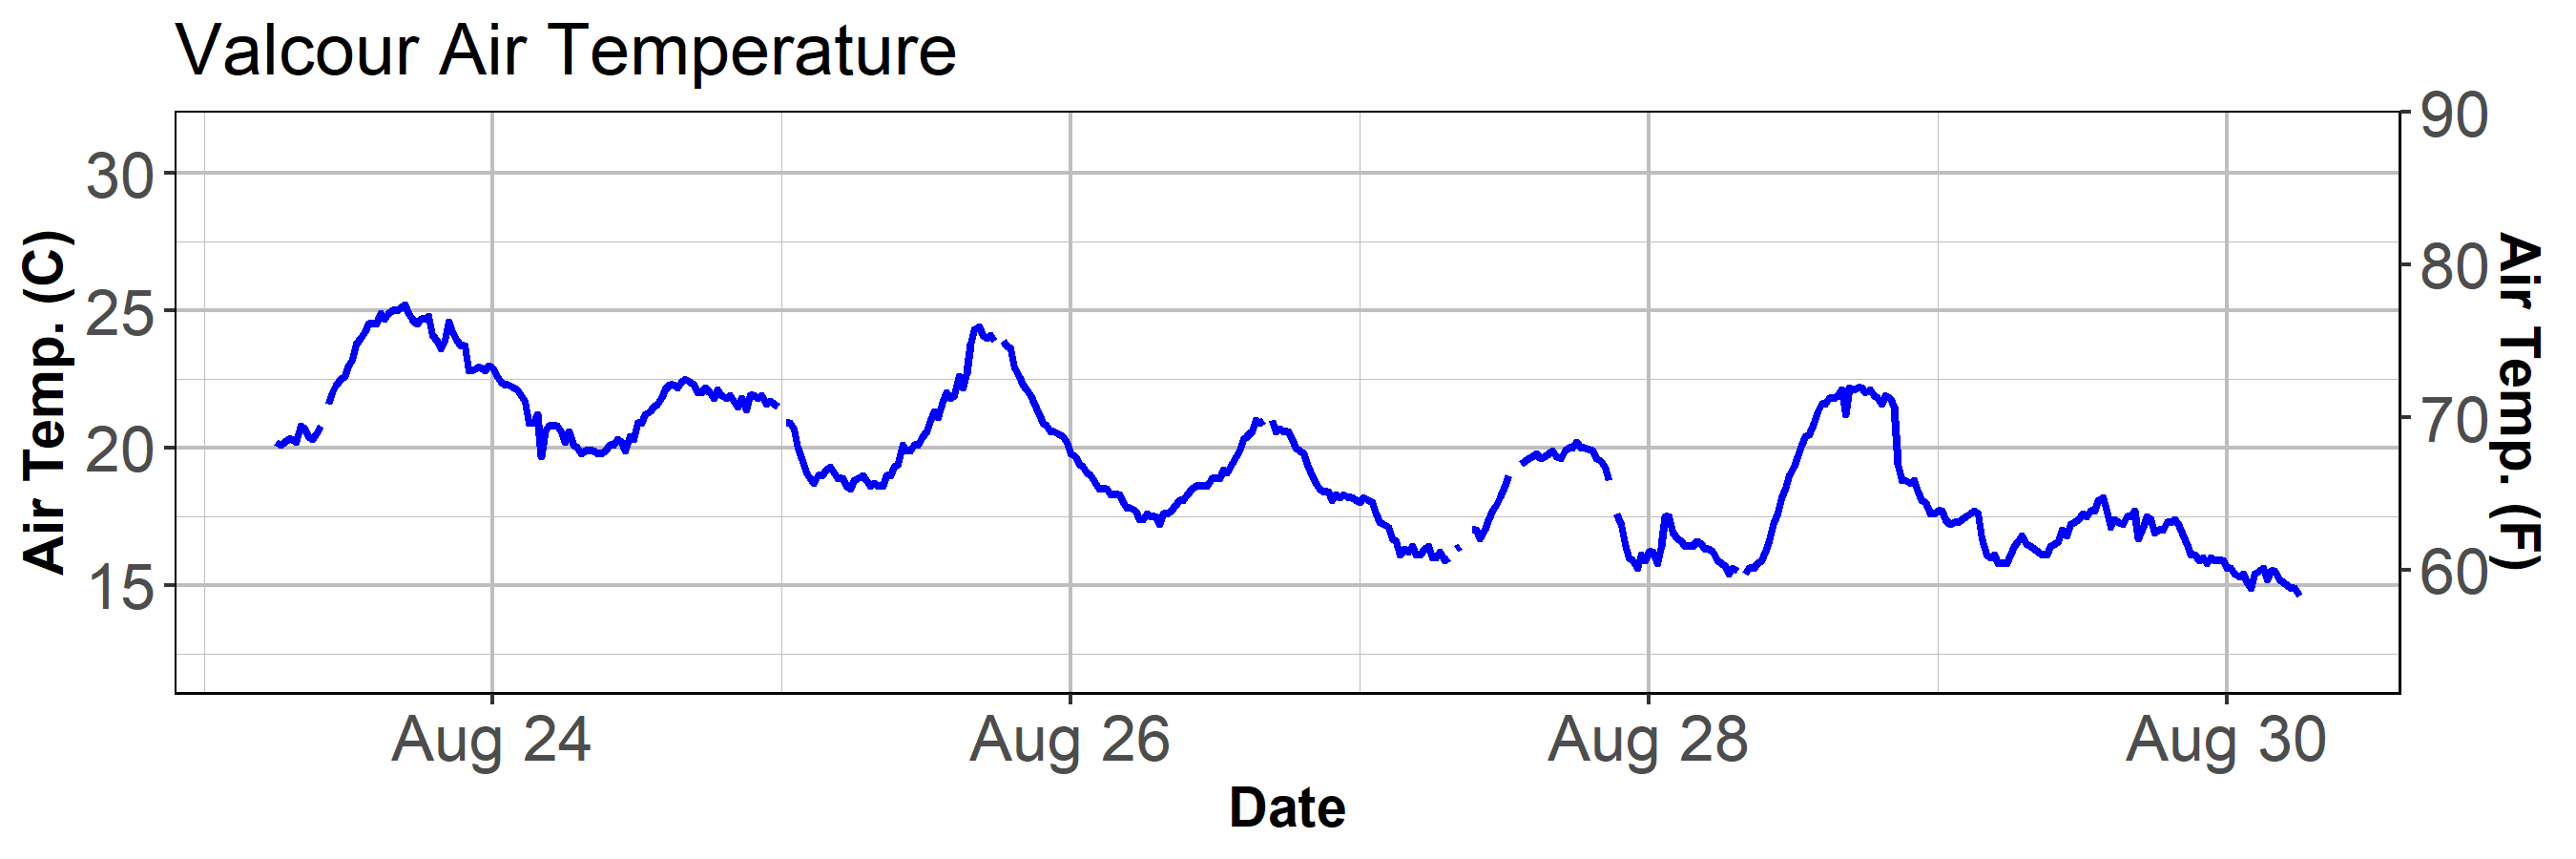 Valcour Air Temperature
Air Temp. (C)
30
25
20
15
90
80
70
60
Air Temp. (F)
Aug 24
Aug 26
Aug 28
Aug 30
Date